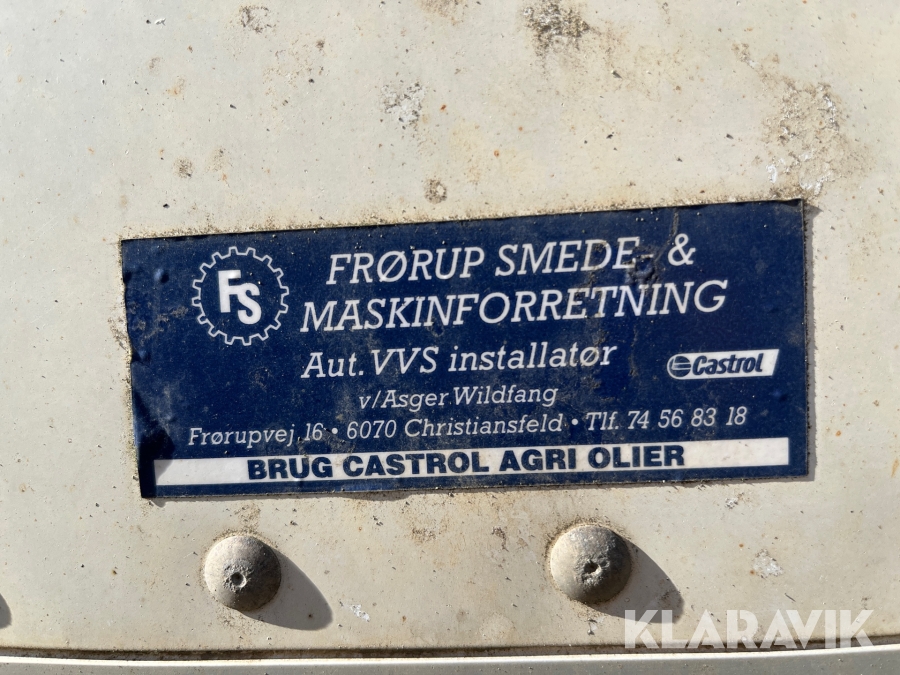 FS
FRØRUP SMEDE- &
MASKINFORRETNING
Aut. VVS installatør
Castrol
v/Asger Wildfang
Frørupvej 16 • 6070 Christiansfeld • Tlf. 74 56 83 18
BRUG CASTROL AGRI OLIER
KLARAVIK